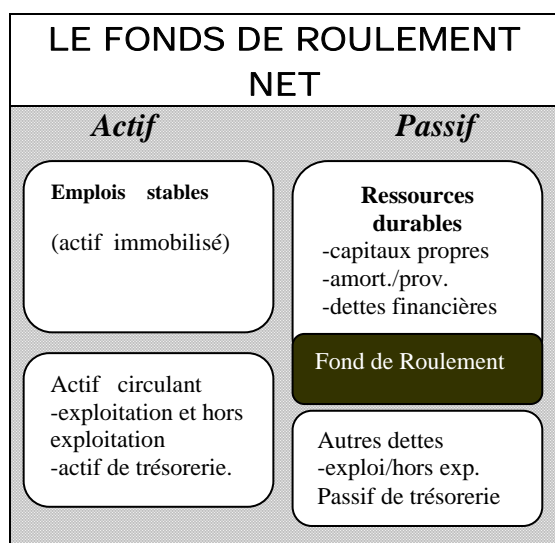 LE FONDS DE ROULEMENT
NET
Actif
Passif
Emplois stables
(actif immobilisé)
Ressources
durables
-capitaux propres
-amort./prov.
-dettes financières
Fond de Roulement
Actif circulant
-exploitation et hors
exploitation
-actif de trésorerie.
Autres dettes
-exploi/hors exp.
Passif de trésorerie